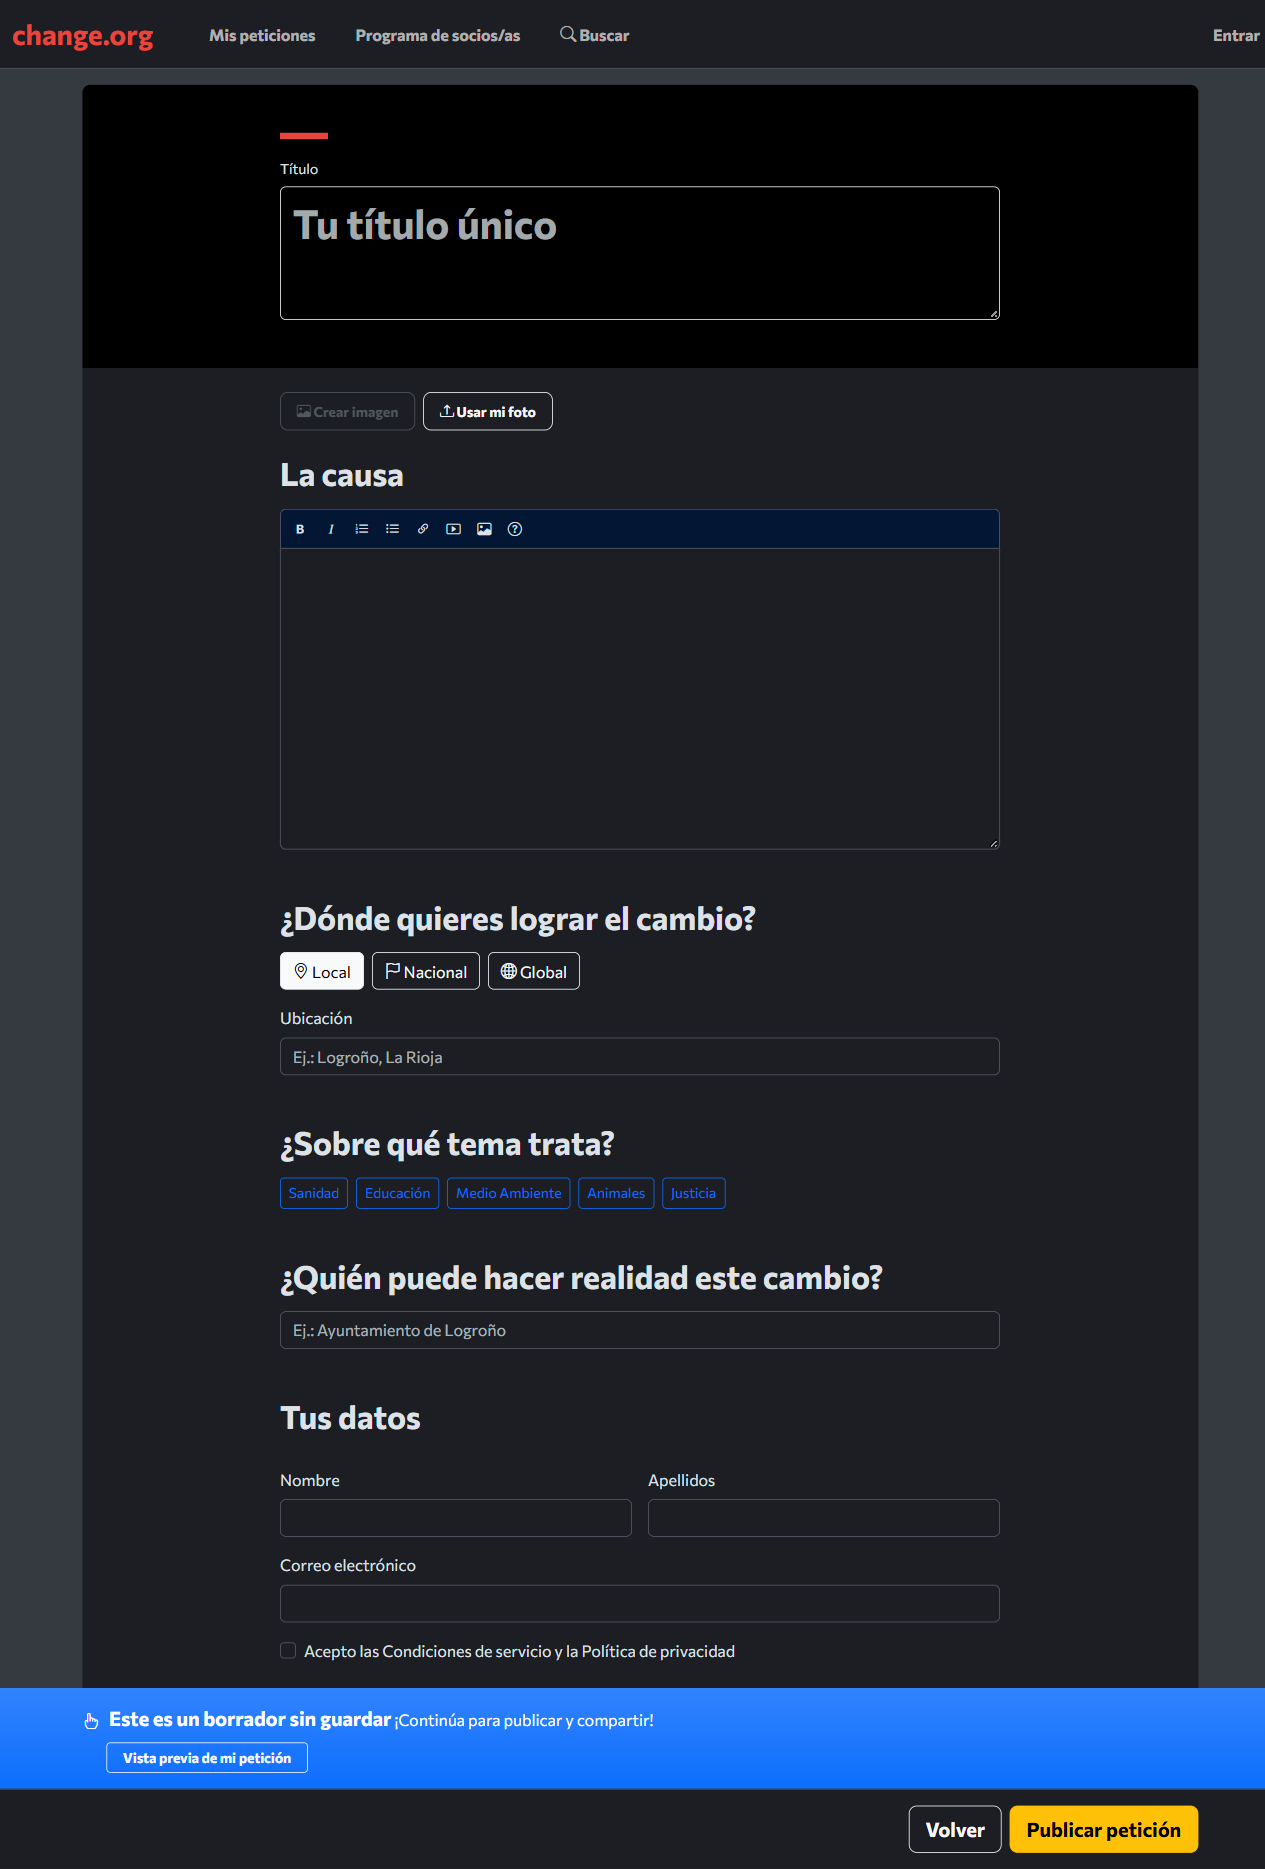 change.org Mis peticiones Programa de socios/as Buscar Entrar
Título
Tu título único
Crear imagen Usar mi foto
La causa
B I
¿Dónde quieres lograr el cambio?
Local Nacional Global
Ubicación
Ej.: Logroño, La Rioja
¿Sobre qué tema trata?
Sanidad Educación Medio Ambiente Animales Justicia
¿Quién puede hacer realidad este cambio?
Ej.: Ayuntamiento de Logroño
Tus datos
Nombre Apellidos
Correo electrónico
Acepto las Condiciones de servicio y la Política de privacidad
Este es un borrador sin guardar ¡Continúa para publicar y compartir!
Vista previa de mi petición
Volver Publicar petición